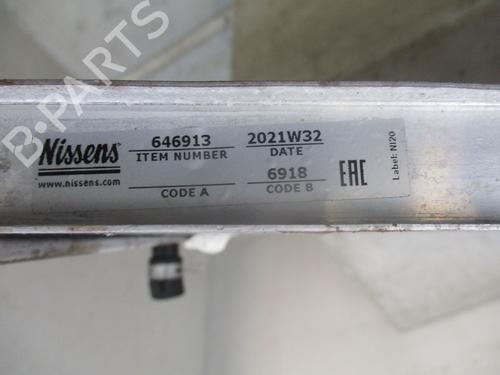 B-PARTS
Nissens
www.nissens.com
646913
ITEM NUMBER
2021W32
DATE
CODE A
6918
CODE B
EAC
Label: NI20